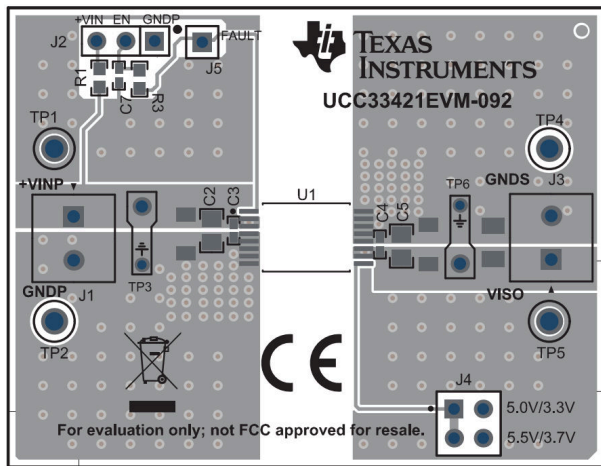 +VIN EN GNDP
J2
FAULT
J5
R1
C7
R3
TEXAS
INSTRUMENTS
UCC33421EVM-092
TP1
TP4
+VINP
GNDS
J3
U1
TP6
C2
C3
C4
C5
TP3
GNDP
J1
VISO
TP2
TP5
CE
J4
5.0V/3.3V
5.5V/3.7V
For evaluation only; not FCC approved for resale.